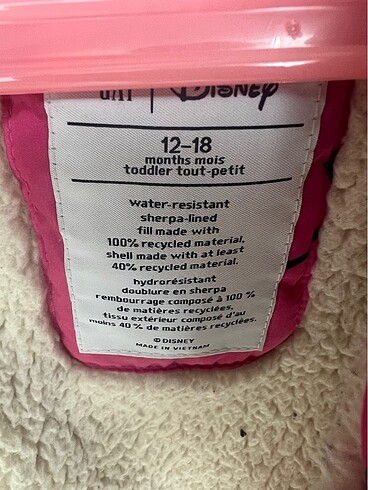 Disney
12-18
months mois
toddler tout-petit
water-resistant
sherpa-lined
fill made with
100% recycled material,
shell made with at least
40% recycled material.
hydrorésistant
doublure en sherpa
rembourrage composé à 100 %
de matières recyclées,
tissu extérieur composé d'au
moins 40 % de matières recyclées.
©DISNEY
MADE IN VIETNAM